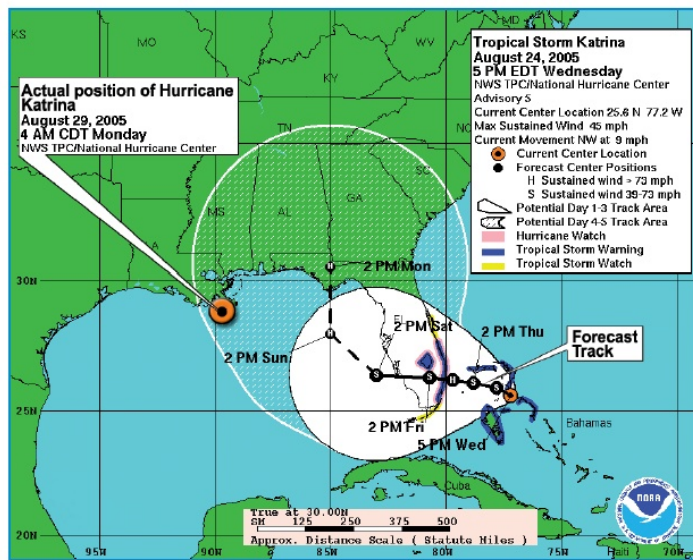 KS
MO
IL
WV
MD
KY
TN
NC
SC
MS
AL
GA
LA
FL
Actual position of Hurricane
Katrina
August 29, 2005
4 AM CDT Monday
NWS TPC/National Hurricane Center
Tropical Storm Katrina
August 24, 2005
5 PM EDT Wednesday
NWS TPC/National Hurricane Center
Advisory 5
Current Center Location 25.6 N 77.2 W
Max Sustained Wind 45 mph
Current Movement NW at 9 mph
Current Center Location
Forecast Center Positions
H Sustained wind > 73 mph
S Sustained wind 39-73 mph
Potential Day 1-3 Track Area
Potential Day 4-5 Track Area
Hurricane Watch
Tropical Storm Warning
Tropical Storm Watch
30N
H
2 PM Mon
2 PM Sat
2 PM Thu
Forecast
Track
2 PM Sun
H
S
S
H
S
S
25N
2 PM Fri
5 PM Wed
Bahamas
Cuba
NOAA
True at 30.00N
SM 125 250 375 500
Approx. Distance Scale ( Statute Miles )
20N
95W
90W
85W
80W
75W
Haiti
70W